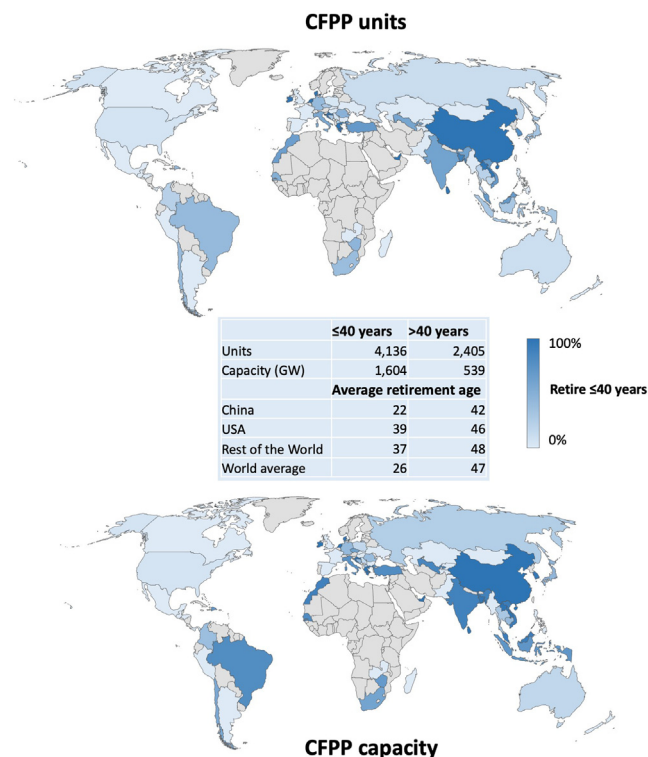 CFPP units
≤40 years >40 years
Units 4,136 2,405
Capacity (GW) 1,604 539
Average retirement age
China 22 42
USA 39 46
Rest of the World 37 48
World average 26 47
100%
Retire ≤40 years
0%
CFPP capacity